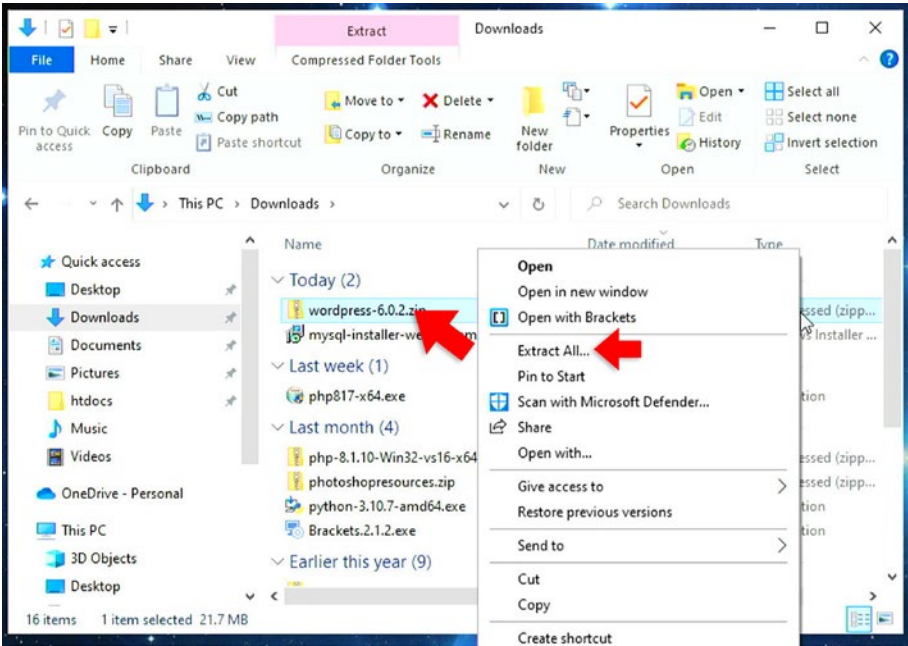 Extract
Downloads
File
Home
Share
View
Compressed Folder Tools
Pin to Quick access
Copy
Paste
Cut
Copy path
Paste shortcut
Move to
Copy to
Delete
Rename
New folder
Properties
Open
Edit
History
Select all
Select none
Invert selection
Clipboard
Organize
New
Open
Select
This PC > Downloads >
Search Downloads
Name
Date modified
Type
Quick access
Desktop
Downloads
Documents
Pictures
htdocs
Music
Videos
OneDrive - Personal
This PC
3D Objects
Desktop
Today (2)
wordpress-6.0.2.zip
mysql-installer-we
Last week (1)
php817-x64.exe
Last month (4)
php-8.1.10-Win32-vs16-x64
photoshopresources.zip
python-3.10.7-amd64.exe
Brackets.2.1.2.exe
Earlier this year (9)
Open
Open in new window
Open with Brackets
Extract All...
Pin to Start
Scan with Microsoft Defender...
Share
Open with...
Give access to
Restore previous versions
Send to
Cut
Copy
Create shortcut
(zipp...
Installer ...
(zipp...
(zipp...
16 items
1 item selected 21.7 MB